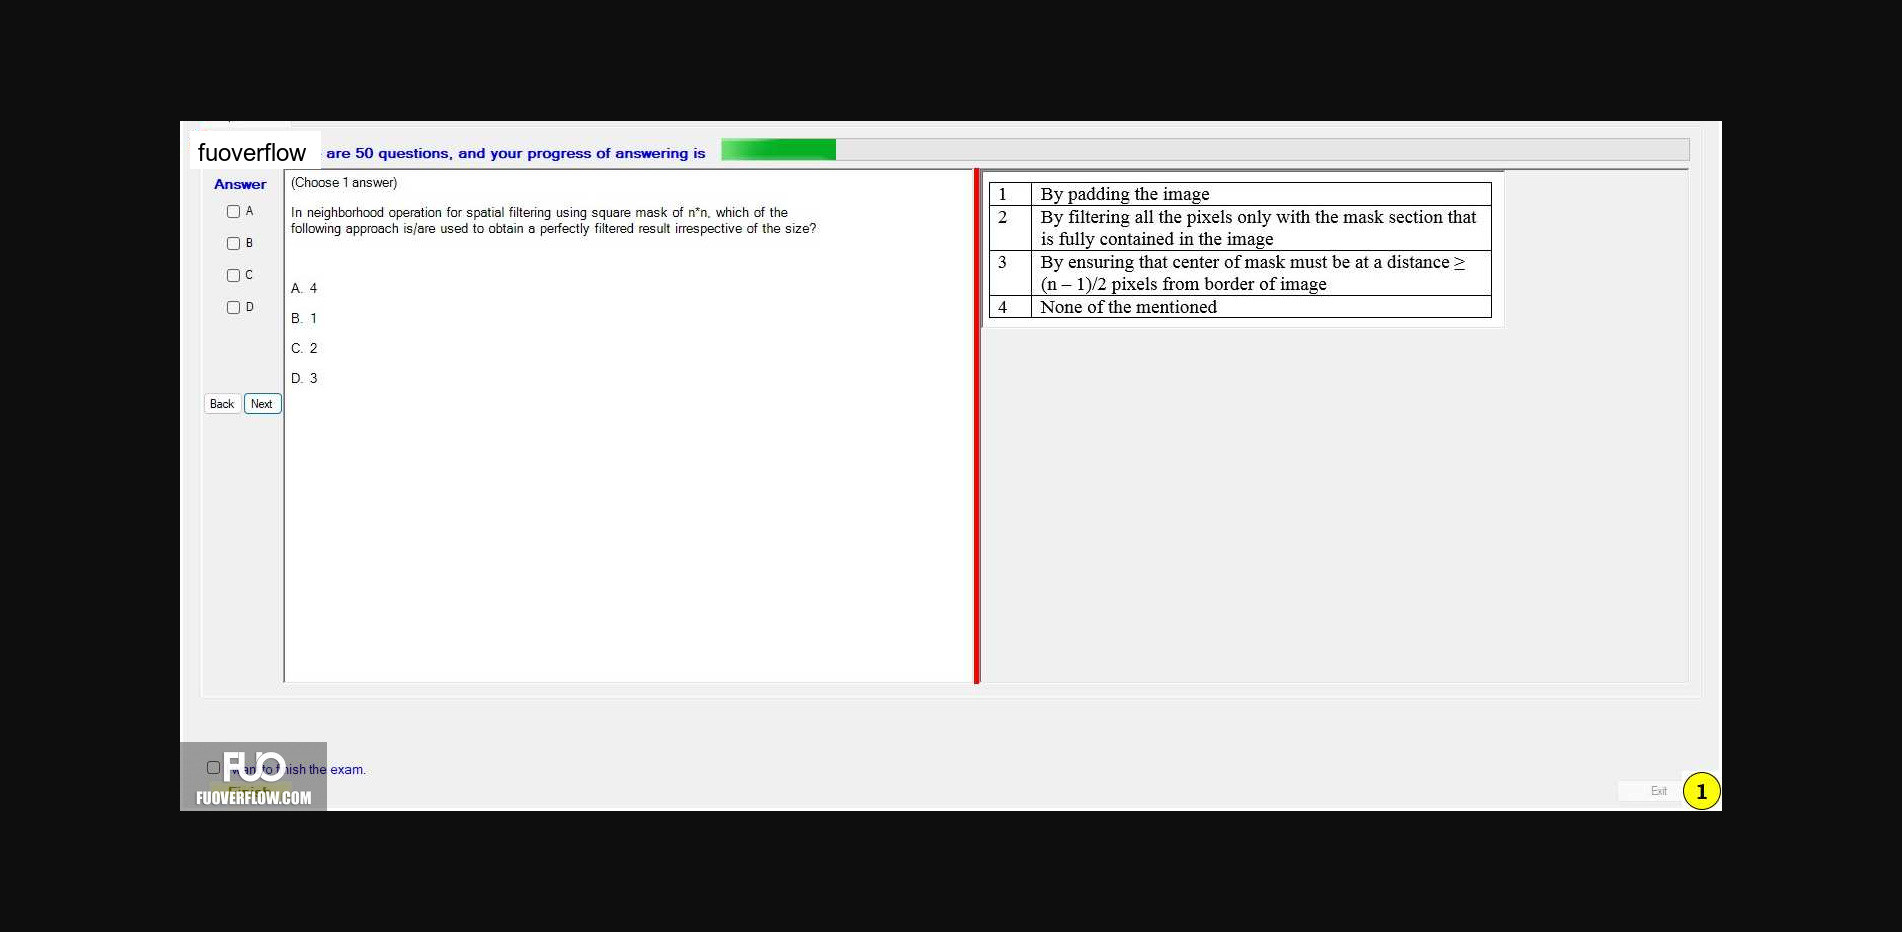 fuoverflow are 50 questions, and your progress of answering is
Answer
A
B
C
D
Back Next
(Choose 1 answer)
In neighborhood operation for spatial filtering using square mask of n*n, which of the
following approach is/are used to obtain a perfectly filtered result irrespective of the size?
A. 4
B. 1
C. 2
D. 3
1 By padding the image
2 By filtering all the pixels only with the mask section that
is fully contained in the image
3 By ensuring that center of mask must be at a distance ≥
(n – 1)/2 pixels from border of image
4 None of the mentioned
FUO
the exam.
FUOVERFLOW.COM
Exit
1